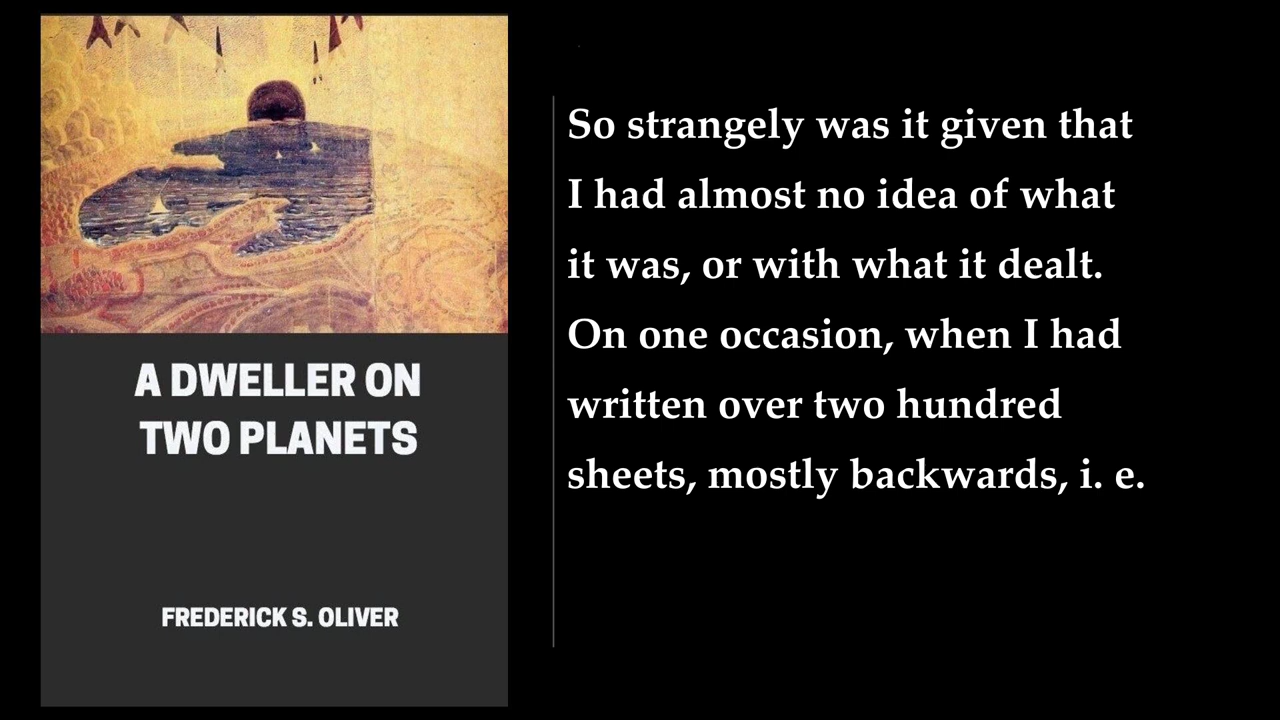 A DWELLER ON
TWO PLANETS
FREDERICK S. OLIVER
So strangely was it given that
I had almost no idea of what
it was, or with what it dealt.
On one occasion, when I had
written over two hundred
sheets, mostly backwards, i. e.